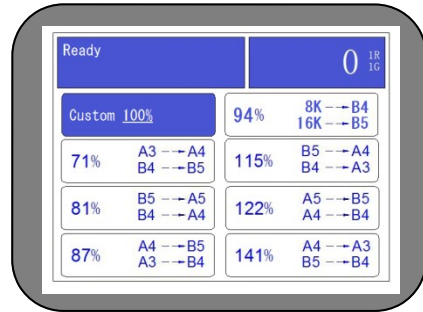 Ready
0 1R
1G
Custom 100%
94% 8K --→ B4
16K --→ B5
71% A3 --→ A4
B4 --→ B5
115% B5 --→ A4
B4 --→ A3
81% B5 --→ A5
B4 --→ A4
122% A5 --→ B5
A4 --→ B4
87% A4 --→ B5
A3 --→ B4
141% A4 --→ A3
B5 --→ B4